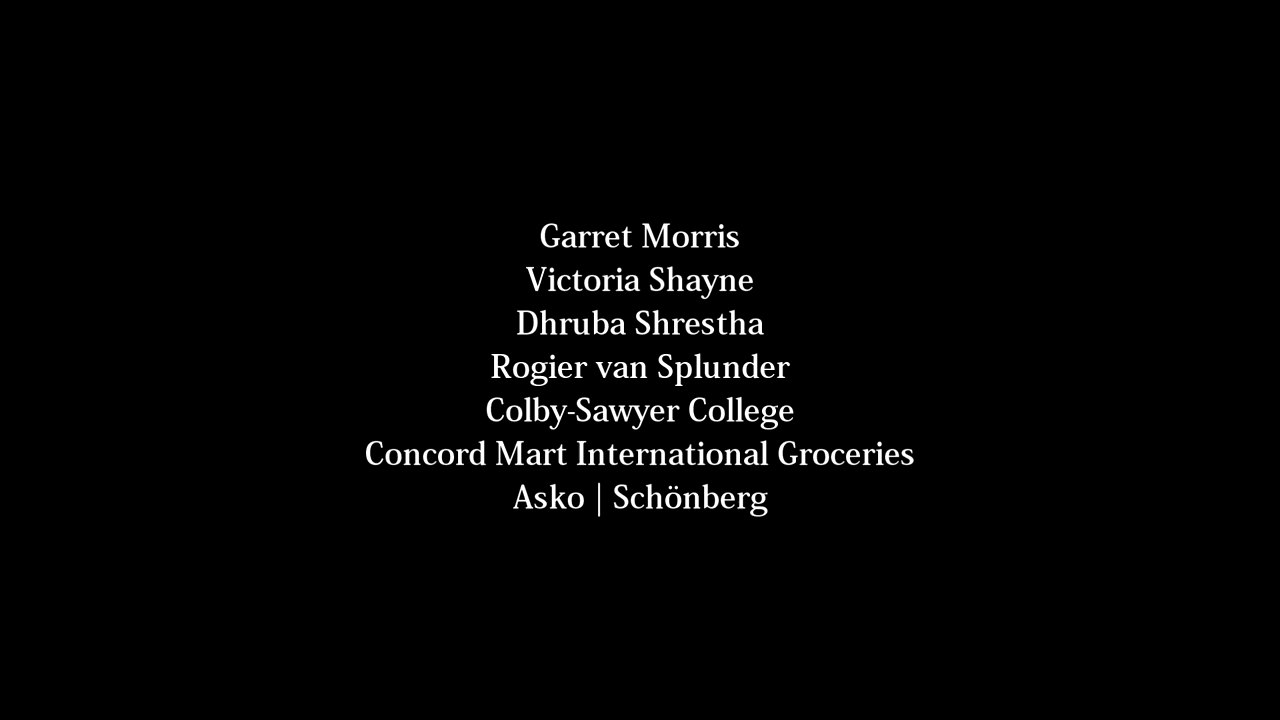 Garret Morris
Victoria Shayne
Dhruba Shrestha
Rogier van Splunder
Colby-Sawyer College
Concord Mart International Groceries
Asko | Schönberg